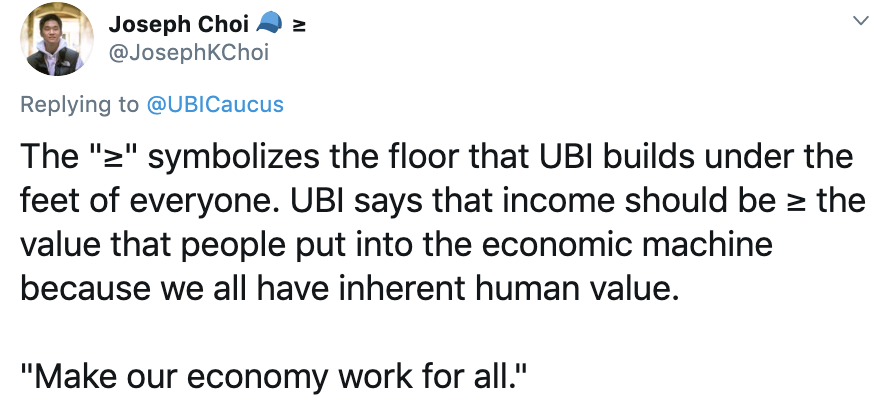 Joseph Choi 🧢 ≥
@JosephKChoi
Replying to @UBICaucus
The "≥" symbolizes the floor that UBI builds under the
feet of everyone. UBI says that income should be ≥ the
value that people put into the economic machine
because we all have inherent human value.
"Make our economy work for all."